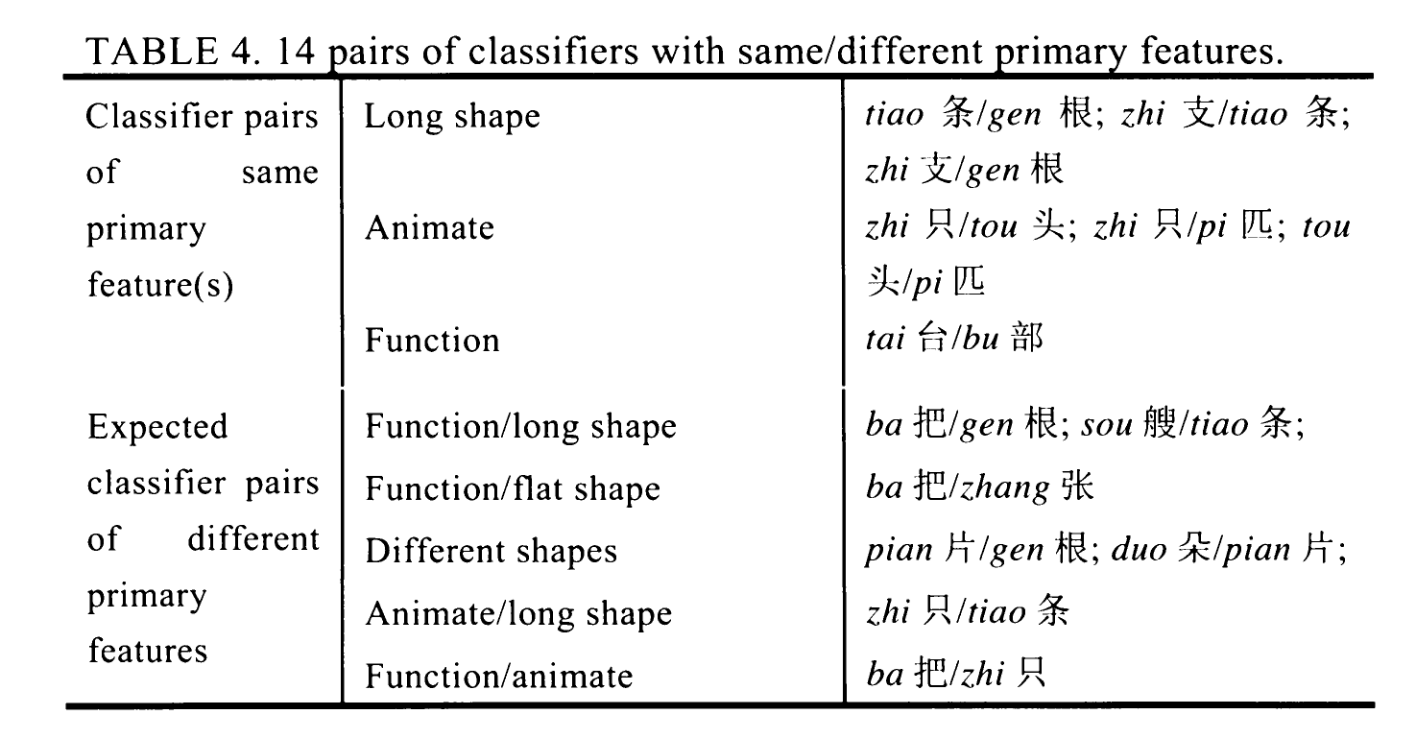 TABLE 4. 14 pairs of classifiers with same/different primary features.
Classifier pairs of same primary feature(s)
Long shape
tiao 条/gen 根; zhi 支/tiao 条;
zhi 支/gen 根
Animate
zhi 只/tou 头; zhi 只/pi 匹; tou
头/pi 匹
Function
tai 台/bu 部
Expected
classifier pairs
of different
primary
features
Function/long shape
ba 把/gen 根; sou 艘/tiao 条;
Function/flat shape
ba 把/zhang 张
Different shapes
pian 片/gen 根; duo 朵/pian 片;
Animate/long shape
zhi 只/tiao 条
Function/animate
ba 把/zhi 只